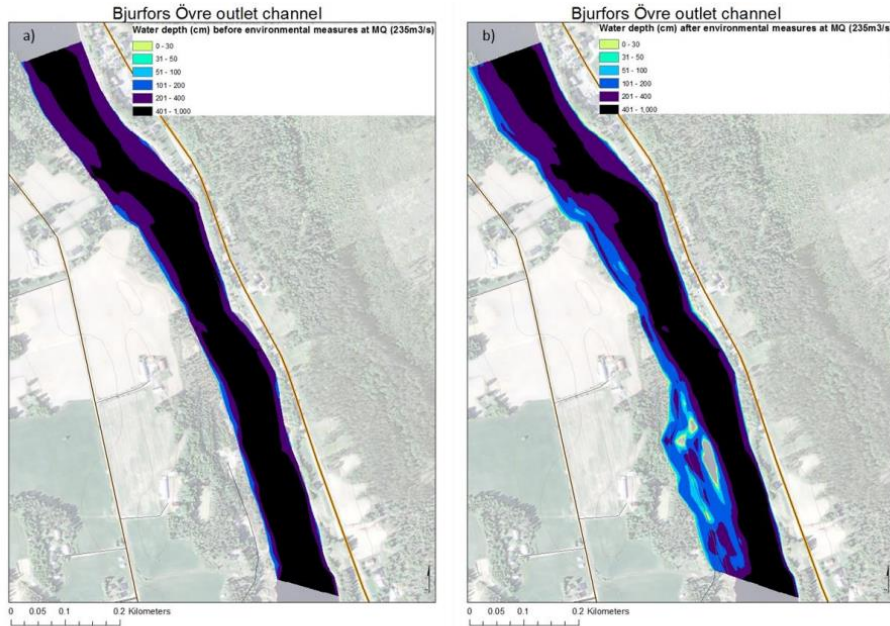 Bjurfors Övre outlet channel
a)
Water depth (cm) before environmental measures at MQ (235m3/s)
0 - 30
31 - 50
51 - 100
101 - 200
201 - 400
401 - 1,000
0 0.05 0.1 0.2 Kilometers
Bjurfors Övre outlet channel
b)
Water depth (cm) after environmental measures at MQ (235m3/s)
0 - 30
31 - 50
51 - 100
101 - 200
201 - 400
401 - 1,000
0 0.05 0.1 0.2 Kilometers